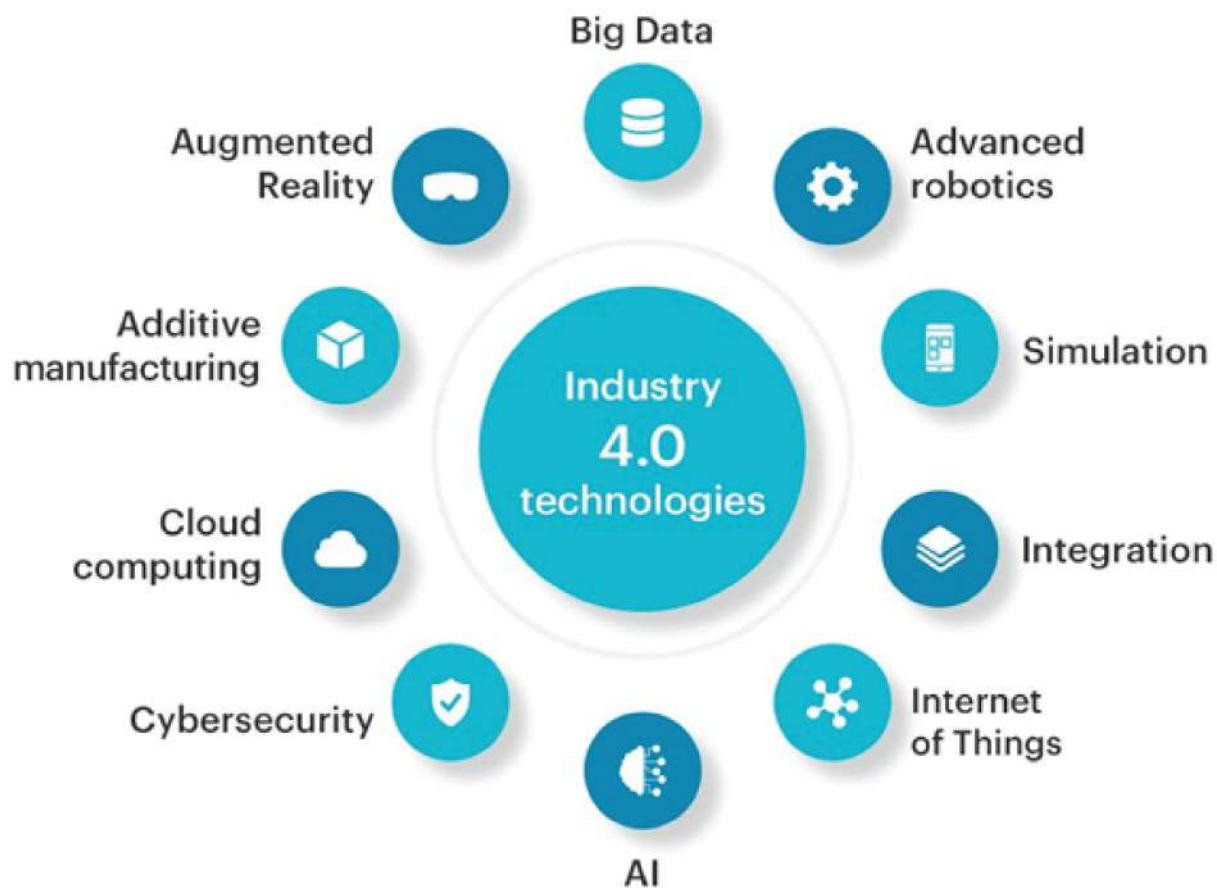 Big Data
Augmented
Reality
Advanced
robotics
Additive
manufacturing
Simulation
Industry
4.0
technologies
Cloud
computing
Integration
Cybersecurity
Internet
of Things
AI